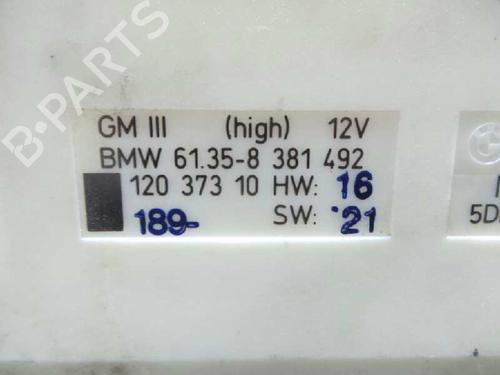 GM III (high) 12V
BMW 61.35-8 381 492
120 373 10 HW: 16
189- SW: 21
5D
B-PARTS